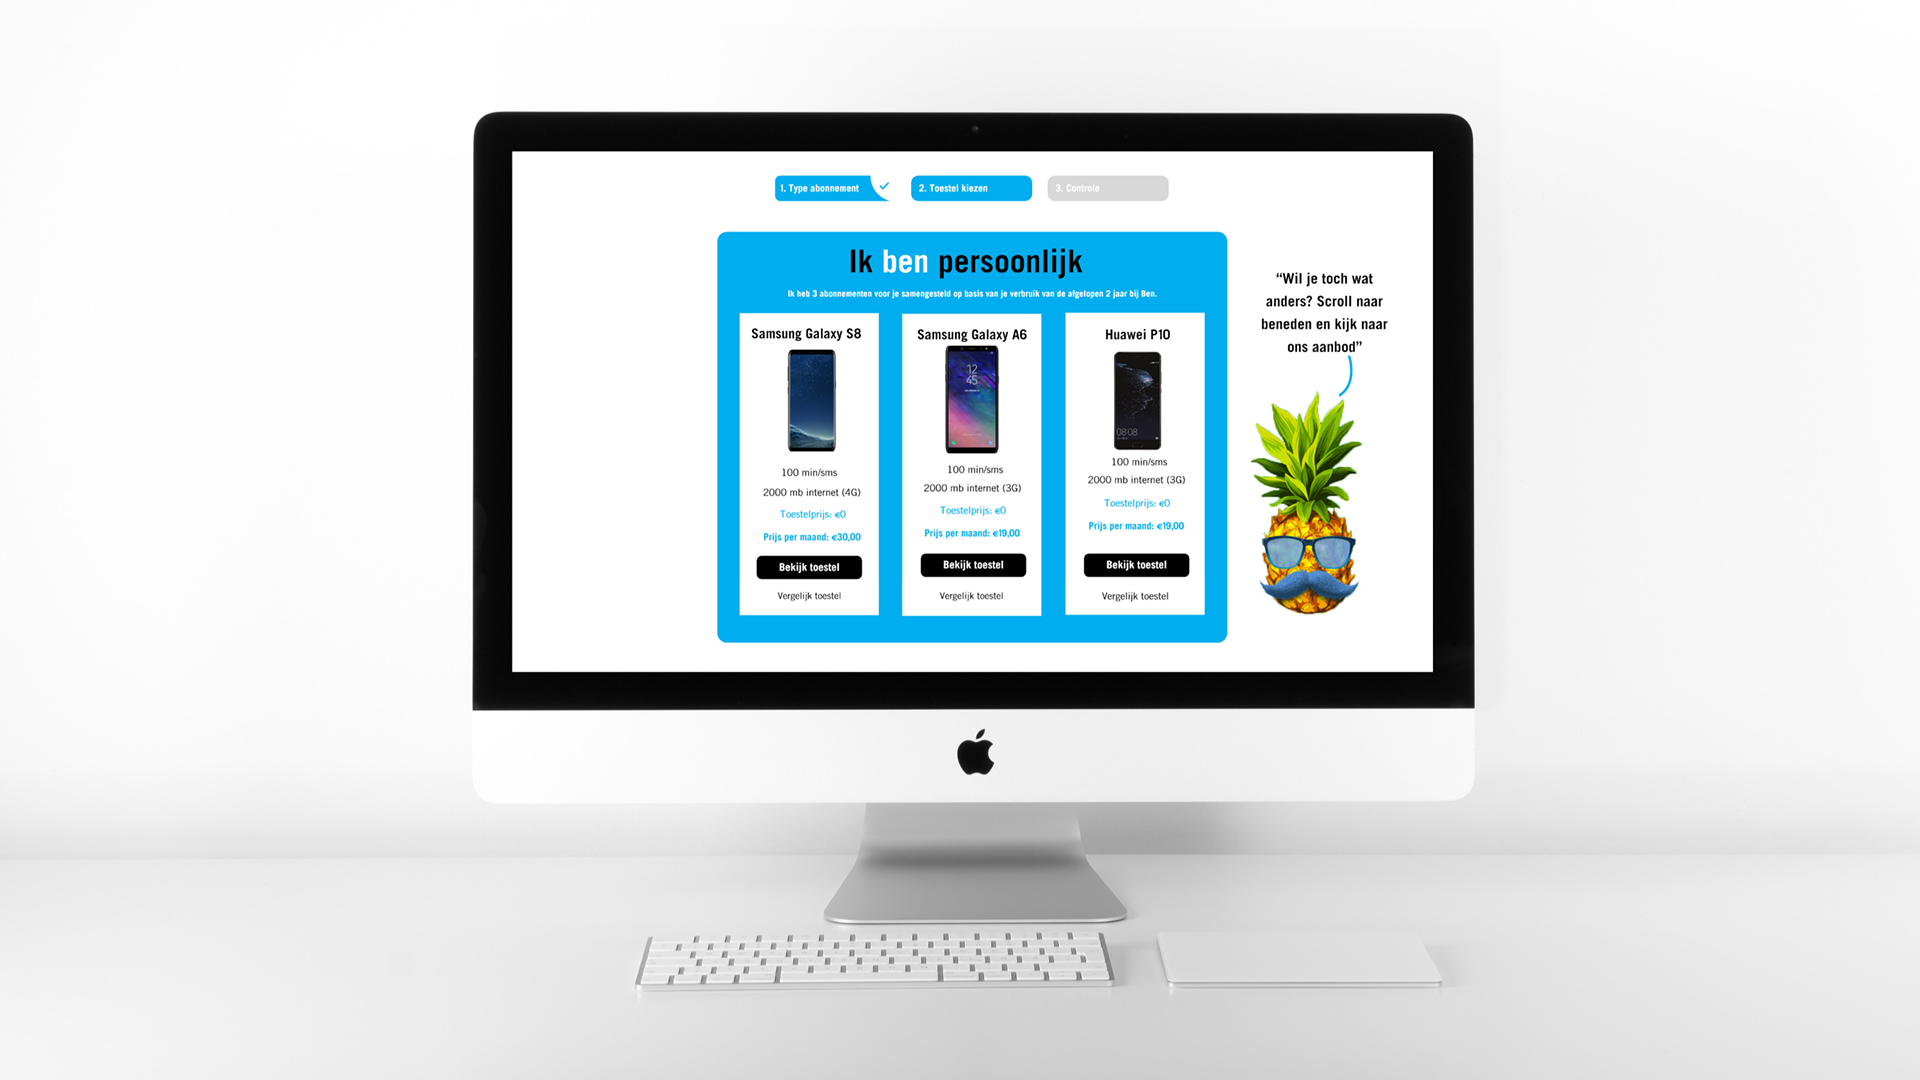 1. Type abonnement
2. Toestel kiezen
3. Controle
Ik ben persoonlijk
Ik heb 3 abonnementen voor je samengesteld op basis van je verbruik van de afgelopen 2 jaar bij Ben.
Samsung Galaxy S8
100 min/sms
2000 mb internet (4G)
Toestelprijs: €0
Prijs per maand: €30,00
Bekijk toestel
Vergelijk toestel
Samsung Galaxy A6
12
45
100 min/sms
2000 mb internet (3G)
Toestelprijs: €0
Prijs per maand: €19,00
Bekijk toestel
Vergelijk toestel
Huawei P10
08:08
100 min/sms
2000 mb internet (3G)
Toestelprijs: €0
Prijs per maand: €19,00
Bekijk toestel
Vergelijk toestel
“Wil je toch wat
anders? Scroll naar
beneden en kijk naar
ons aanbod”